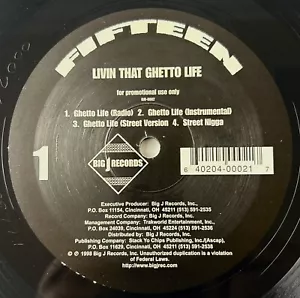 FIFTEEN
LIVIN THAT GHETTO LIFE
for promotional use only
1. Ghetto Life (Radio) 2. Ghetto Life (Instrumental)
3. Ghetto Life (Street Version 4. Street Nigga
1
BIG J RECORDS
6 40204-00021 7
Executive Producer: Big J Records, Inc.
P.O. Box 11154, Cincinnati, OH 45211 (513) 591-2535
Record Company: Big J Records, Inc.
Management Company: Trakworld Entertainment, Inc.,
P.O. Box 24039, Cincinnati, OH 45224 (513) 591-2536
Distributed by: Big J Records, Inc.
Publishing Company: Stack Yo Chips Publishing, Inc./(Ascap),
P.O. Box 11629, Cincinnati, OH 45211 (513) 591-2535
© ℗ 1998 Big J Records, Inc. Unauthorized duplication is a violation
of Federal Laws.
http://www.bigjrec.com